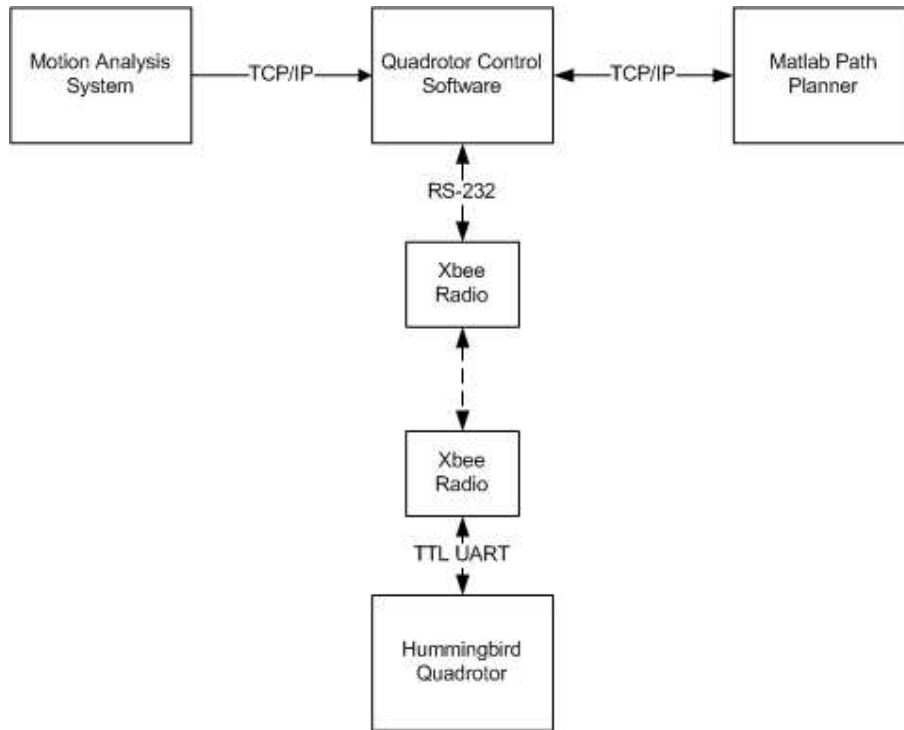 Motion Analysis
System
TCP/IP
Quadrotor Control
Software
TCP/IP
Matlab Path
Planner
RS-232
Xbee
Radio
Xbee
Radio
TTL UART
Hummingbird
Quadrotor